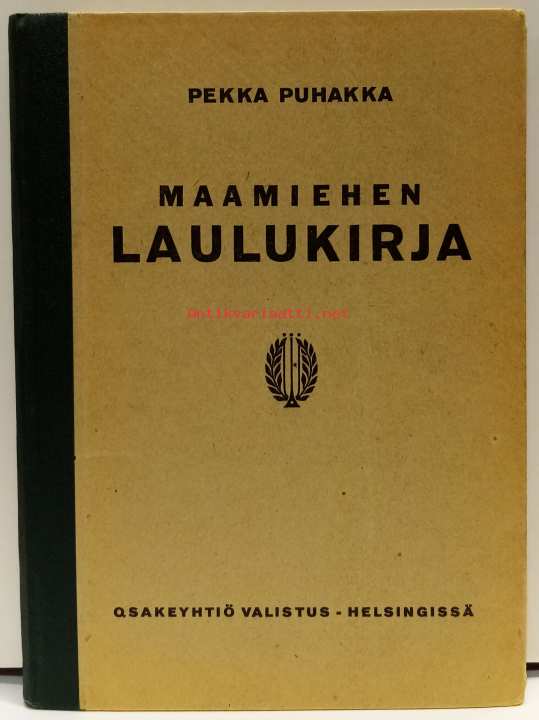 PEKKA PUHAKKA
MAAMIEHEN
LAULUKIRJA
Antikvariaatti.net
OSAKEYHTIÖ VALISTUS - HELSINGISSÄ